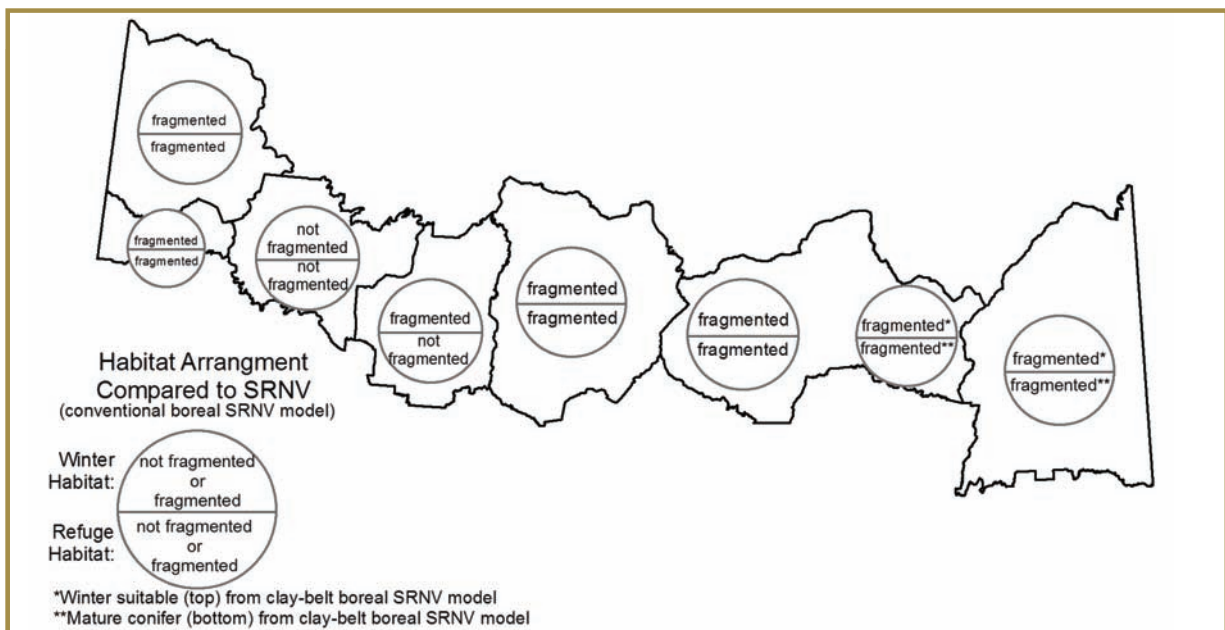 fragmented
fragmented
fragmented
fragmented
not
fragmented
not
fragmented
fragmented
not
fragmented
fragmented
fragmented
fragmented
fragmented
fragmented*
fragmented**
fragmented*
fragmented**
Habitat Arrangment
Compared to SRNV
(conventional boreal SRNV model)
Winter
Habitat:
not fragmented
or
fragmented
Refuge
Habitat:
not fragmented
or
fragmented
*Winter suitable (top) from clay-belt boreal SRNV model
**Mature conifer (bottom) from clay-belt boreal SRNV model